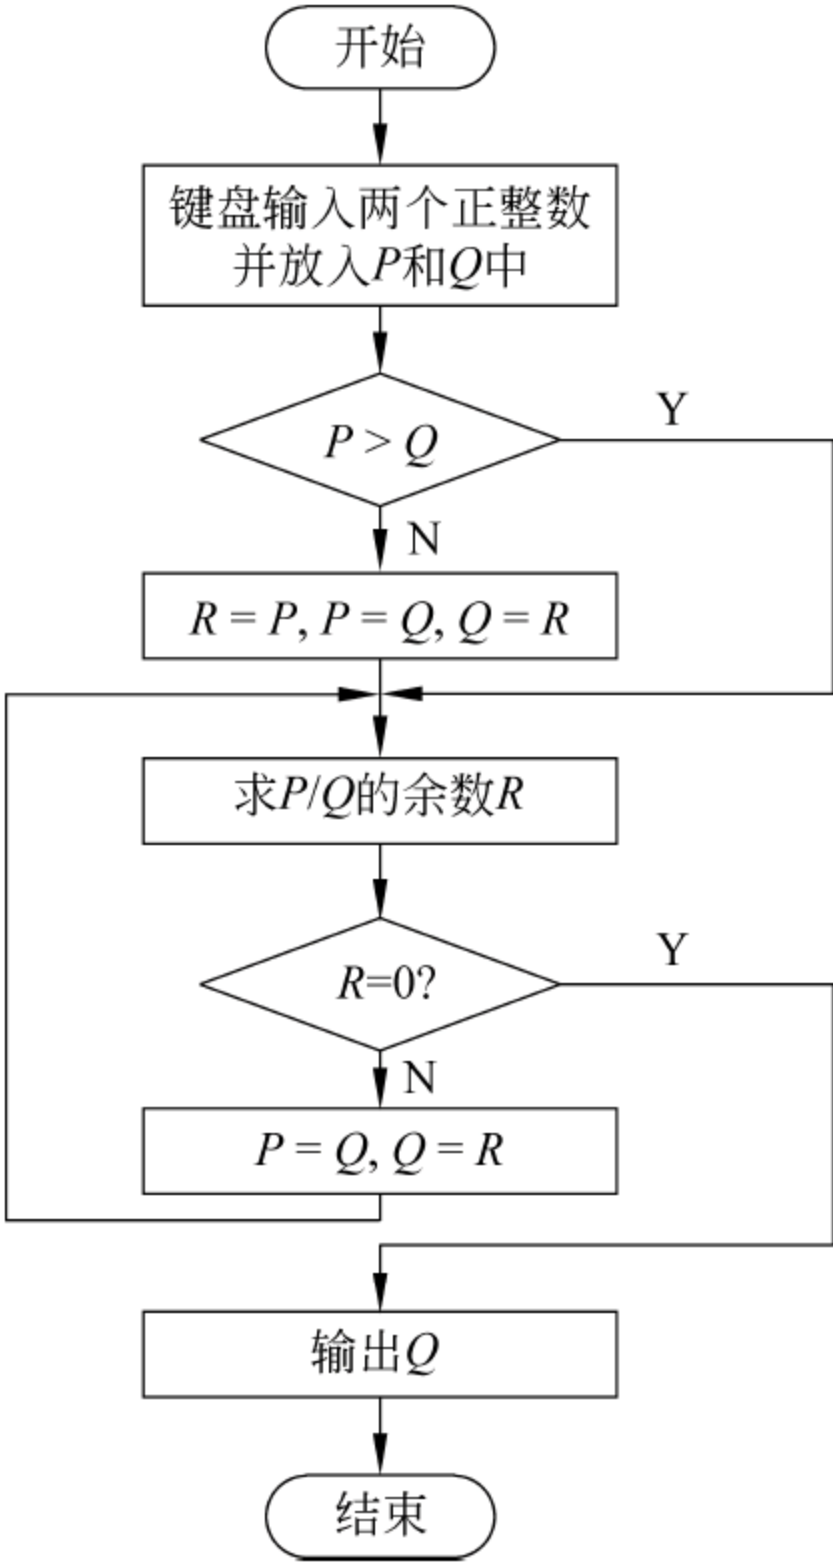 开始
键盘输入两个正整数
并放入P和Q中
P > Q
Y
N
R = P, P = Q, Q = R
求P/Q的余数R
R=0?
Y
N
P = Q, Q = R
输出Q
结束